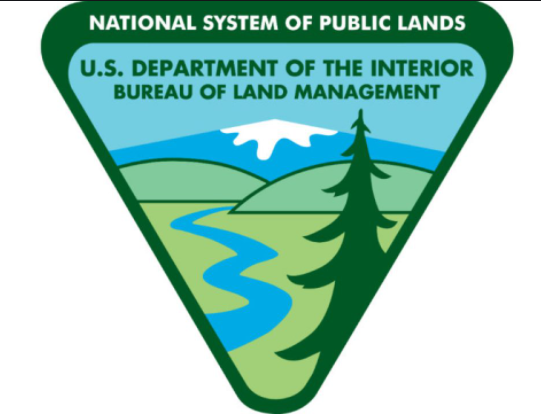 NATIONAL SYSTEM OF PUBLIC LANDS
U.S. DEPARTMENT OF THE INTERIOR
BUREAU OF LAND MANAGEMENT